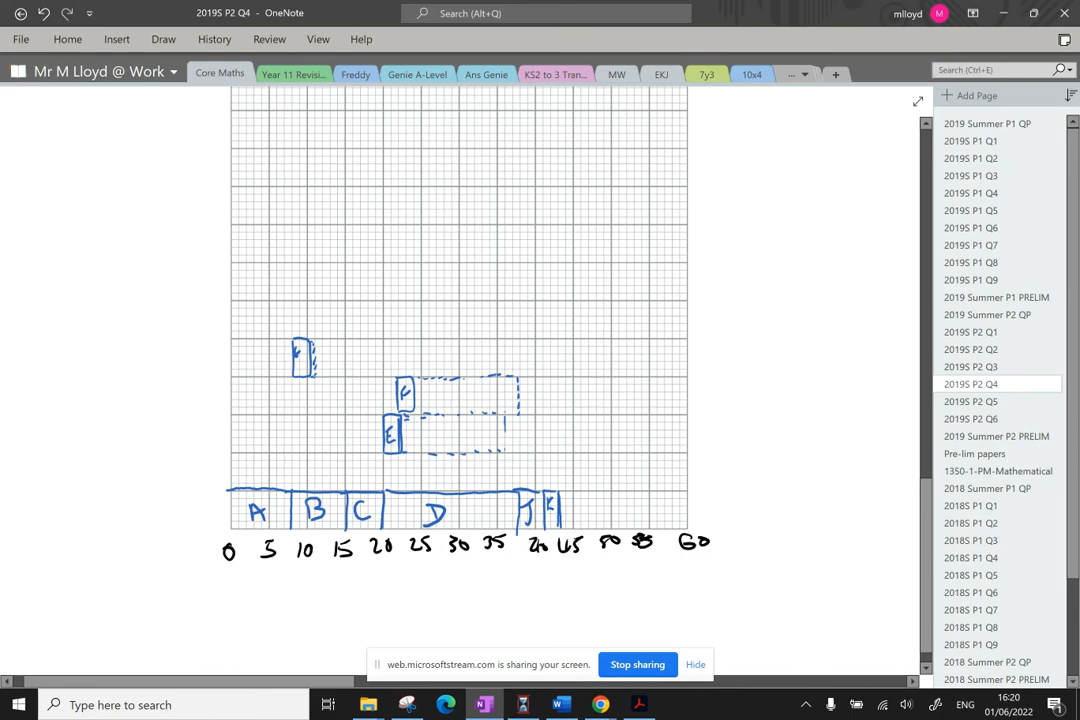 2019S P2 Q4 - OneNote
Search (Alt+Q)
mlloyd
M
File Home Insert Draw History Review View Help
Mr M Lloyd @ Work
Core Maths
Year 11 Revisi...
Freddy
Genie A-Level
Ans Genie
KS2 to 3 Tran...
MW
EKJ
7y3
10x4
...
Search (Ctrl+E)
Add Page
2019 Summer P1 QP
2019S P1 Q1
2019S P1 Q2
2019S P1 Q3
2019S P1 Q4
2019S P1 Q5
2019S P1 Q6
2019S P1 Q7
2019S P1 Q8
2019S P1 Q9
2019 Summer P1 PRELIM
2019 Summer P2 QP
2019S P2 Q1
2019S P2 Q2
2019S P2 Q3
2019S P2 Q4
2019S P2 Q5
2019S P2 Q6
2019 Summer P2 PRELIM
Pre-lim papers
1350-1-PM-Mathematical
2018 Summer P1 QP
2018S P1 Q1
2018S P1 Q2
2018S P1 Q3
2018S P1 Q4
2018S P1 Q5
2018S P1 Q6
2018S P1 Q7
2018S P1 Q8
2018S P1 Q9
2018 Summer P2 QP
2018 Summer P2 PRELIM
E
A B C D J K
0 5 10 15 20 25 30 35 40 45 50 55 60
web.microsoftstream.com is sharing your screen.
Stop sharing
Hide
Type here to search
ENG
16:20
01/06/2022